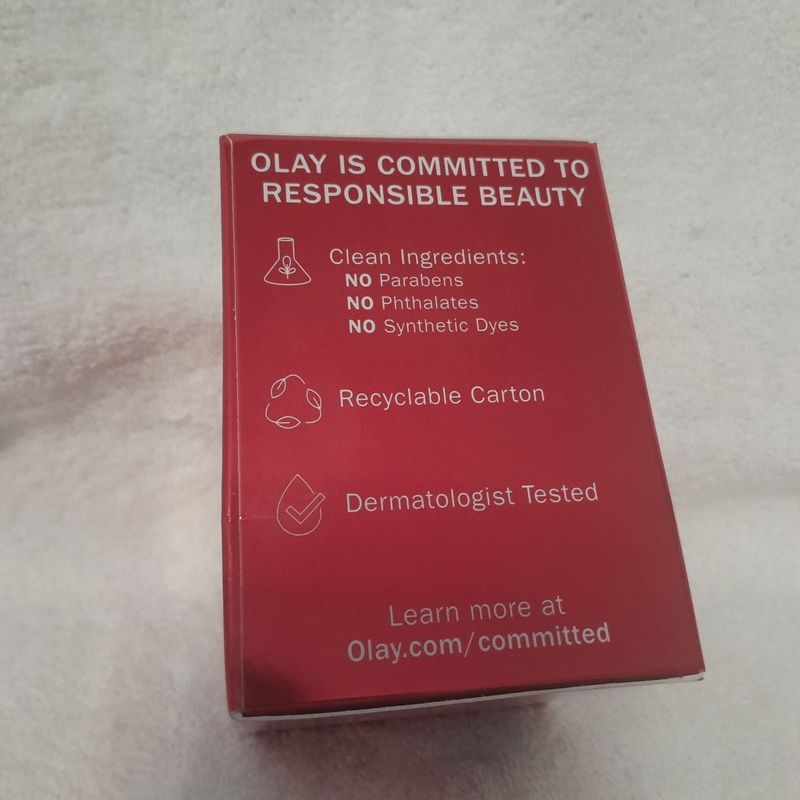 OLAY IS COMMITTED TO
RESPONSIBLE BEAUTY
Clean Ingredients:
NO Parabens
NO Phthalates
NO Synthetic Dyes
Recyclable Carton
Dermatologist Tested
Learn more at
Olay.com/committed